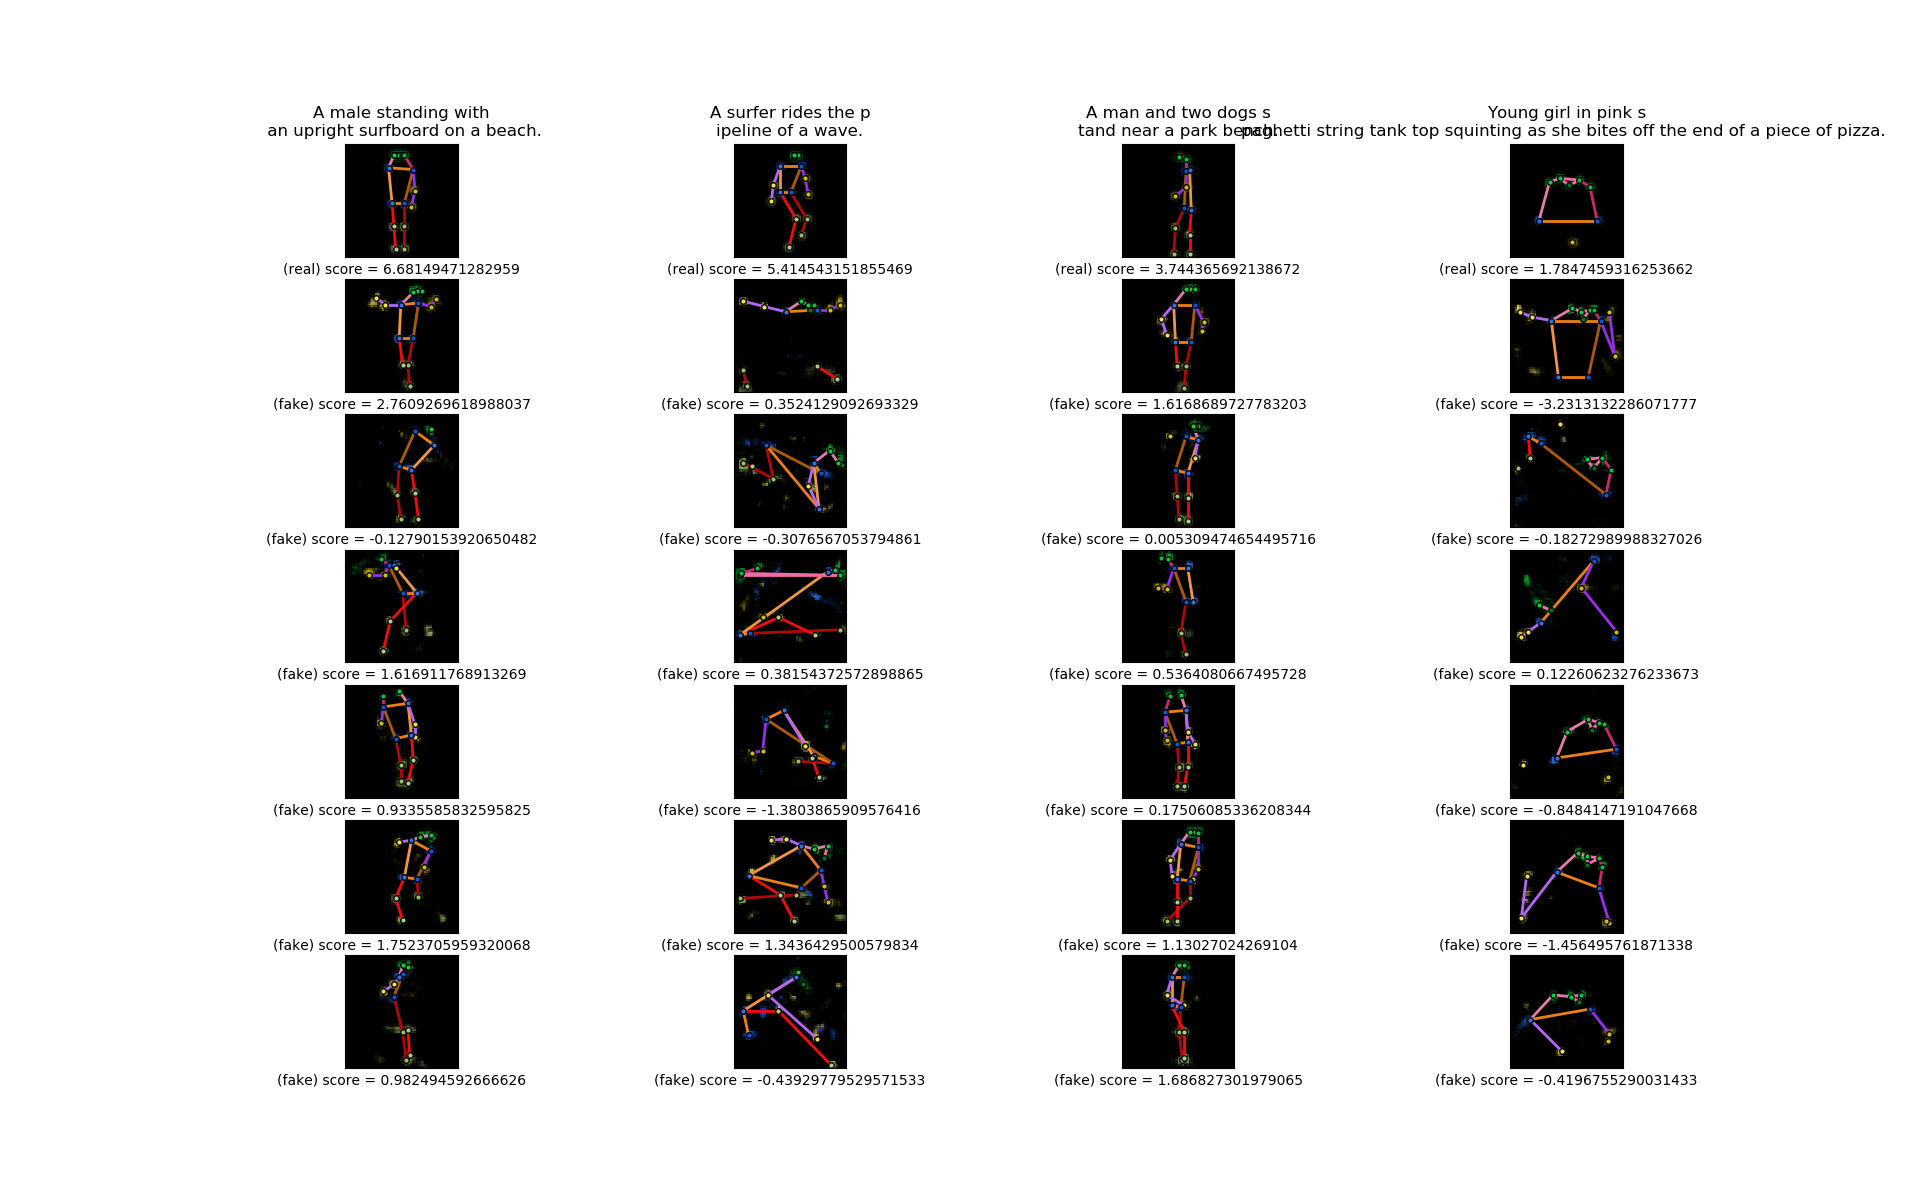 A male standing with
an upright surfboard on a beach.
A surfer rides the p
ipeline of a wave.
A man and two dogs s
tand near a park bench.
Young girl in pink s
paghetti string tank top squinting as she bites off the end of a piece of pizza.
(real) score = 6.68149471282959
(real) score = 5.414543151855469
(real) score = 3.744365692138672
(real) score = 1.7847459316253662
(fake) score = 2.7609269618988037
(fake) score = 0.3524129092693329
(fake) score = 1.6168689727783203
(fake) score = -3.2313132286071777
(fake) score = -0.12790153920650482
(fake) score = -0.3076567053794861
(fake) score = 0.005309474654495716
(fake) score = -0.18272989988327026
(fake) score = 1.616911768913269
(fake) score = 0.38154372572898865
(fake) score = 0.5364080667495728
(fake) score = 0.12260623276233673
(fake) score = 0.9335585832595825
(fake) score = -1.3803865909576416
(fake) score = 0.17506085336208344
(fake) score = -0.8484147191047668
(fake) score = 1.7523705959320068
(fake) score = 1.3436429500579834
(fake) score = 1.13027024269104
(fake) score = -1.456495761871338
(fake) score = 0.982494592666626
(fake) score = -0.43929779529571533
(fake) score = 1.686827301979065
(fake) score = -0.4196755290031433